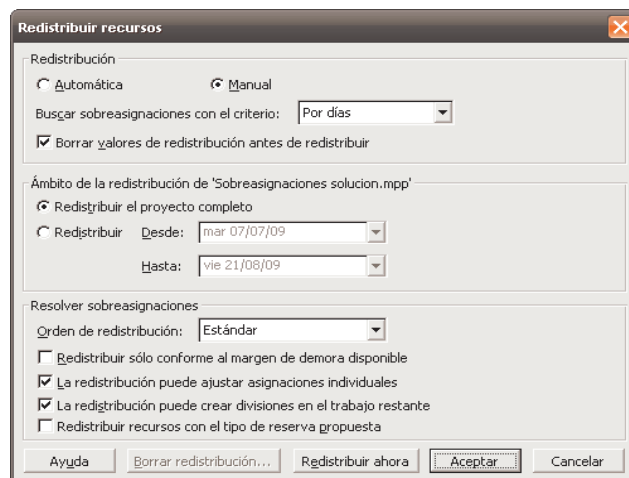 Redistribuir recursos
Redistribución
Automática Manual
Buscar sobreasignaciones con el criterio: Por días
Borrar valores de redistribución antes de redistribuir
Ámbito de la redistribución de 'Sobreasignaciones solucion.mpp'
Redistribuir el proyecto completo
Redistribuir Desde: mar 07/07/09
Hasta: vie 21/08/09
Resolver sobreasignaciones
Orden de redistribución: Estándar
Redistribuir sólo conforme al margen de demora disponible
La redistribución puede ajustar asignaciones individuales
La redistribución puede crear divisiones en el trabajo restante
Redistribuir recursos con el tipo de reserva propuesta
Ayuda Borrar redistribución... Redistribuir ahora Aceptar Cancelar